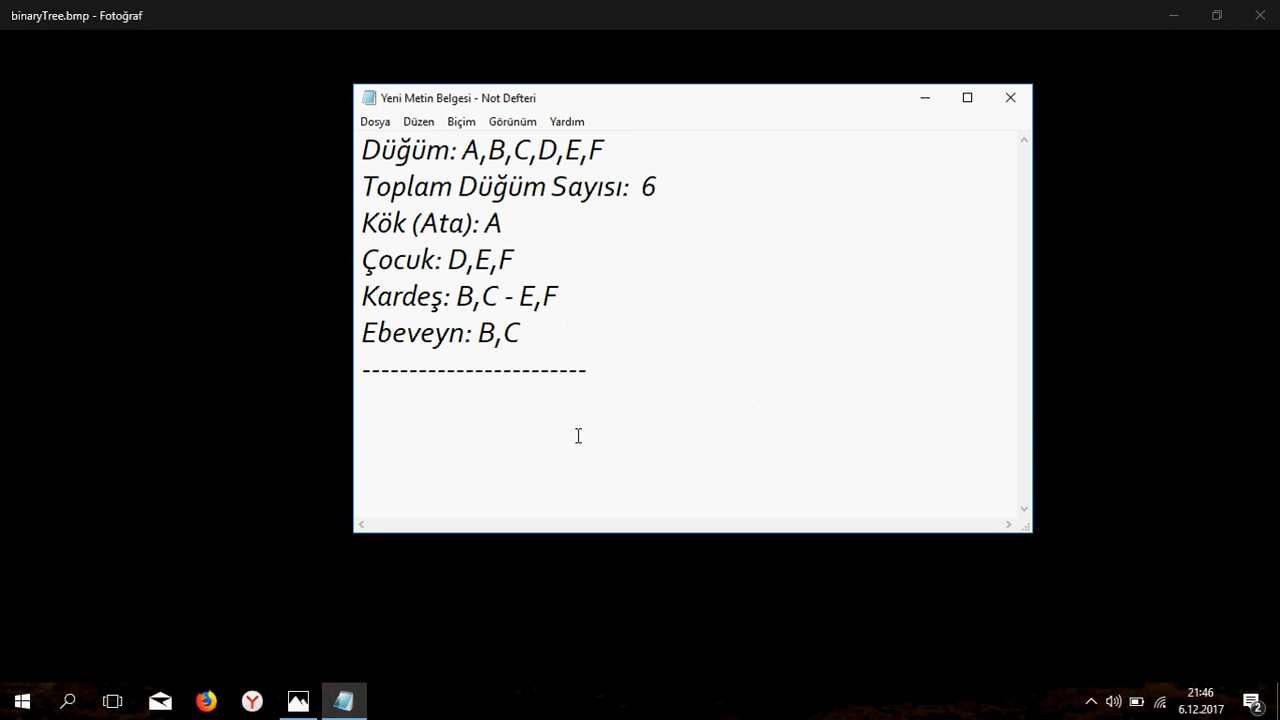 binaryTree.bmp - Fotoğraf
Yeni Metin Belgesi - Not Defteri
Dosya Düzen Biçim Görünüm Yardım
Düğüm: A,B,C,D,E,F
Toplam Düğüm Sayısı: 6
Kök (Ata): A
Çocuk: D,E,F
Kardeş: B,C - E,F
Ebeveyn: B,C
------------------------
21:46
6.12.2017
2